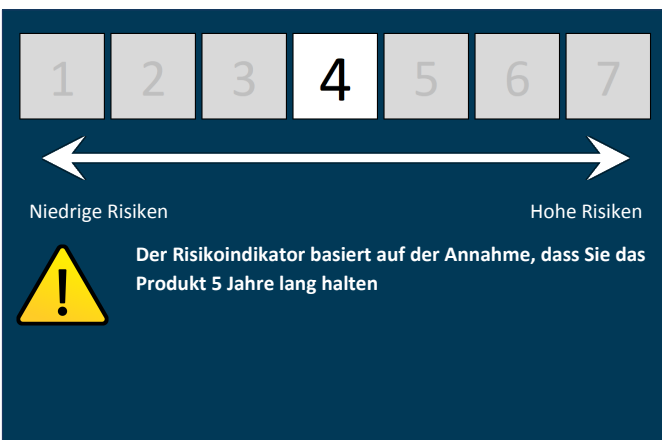 1 2 3 4 5 6 7
Niedrige Risiken Hohe Risiken
!
Der Risikoindikator basiert auf der Annahme, dass Sie das
Produkt 5 Jahre lang halten